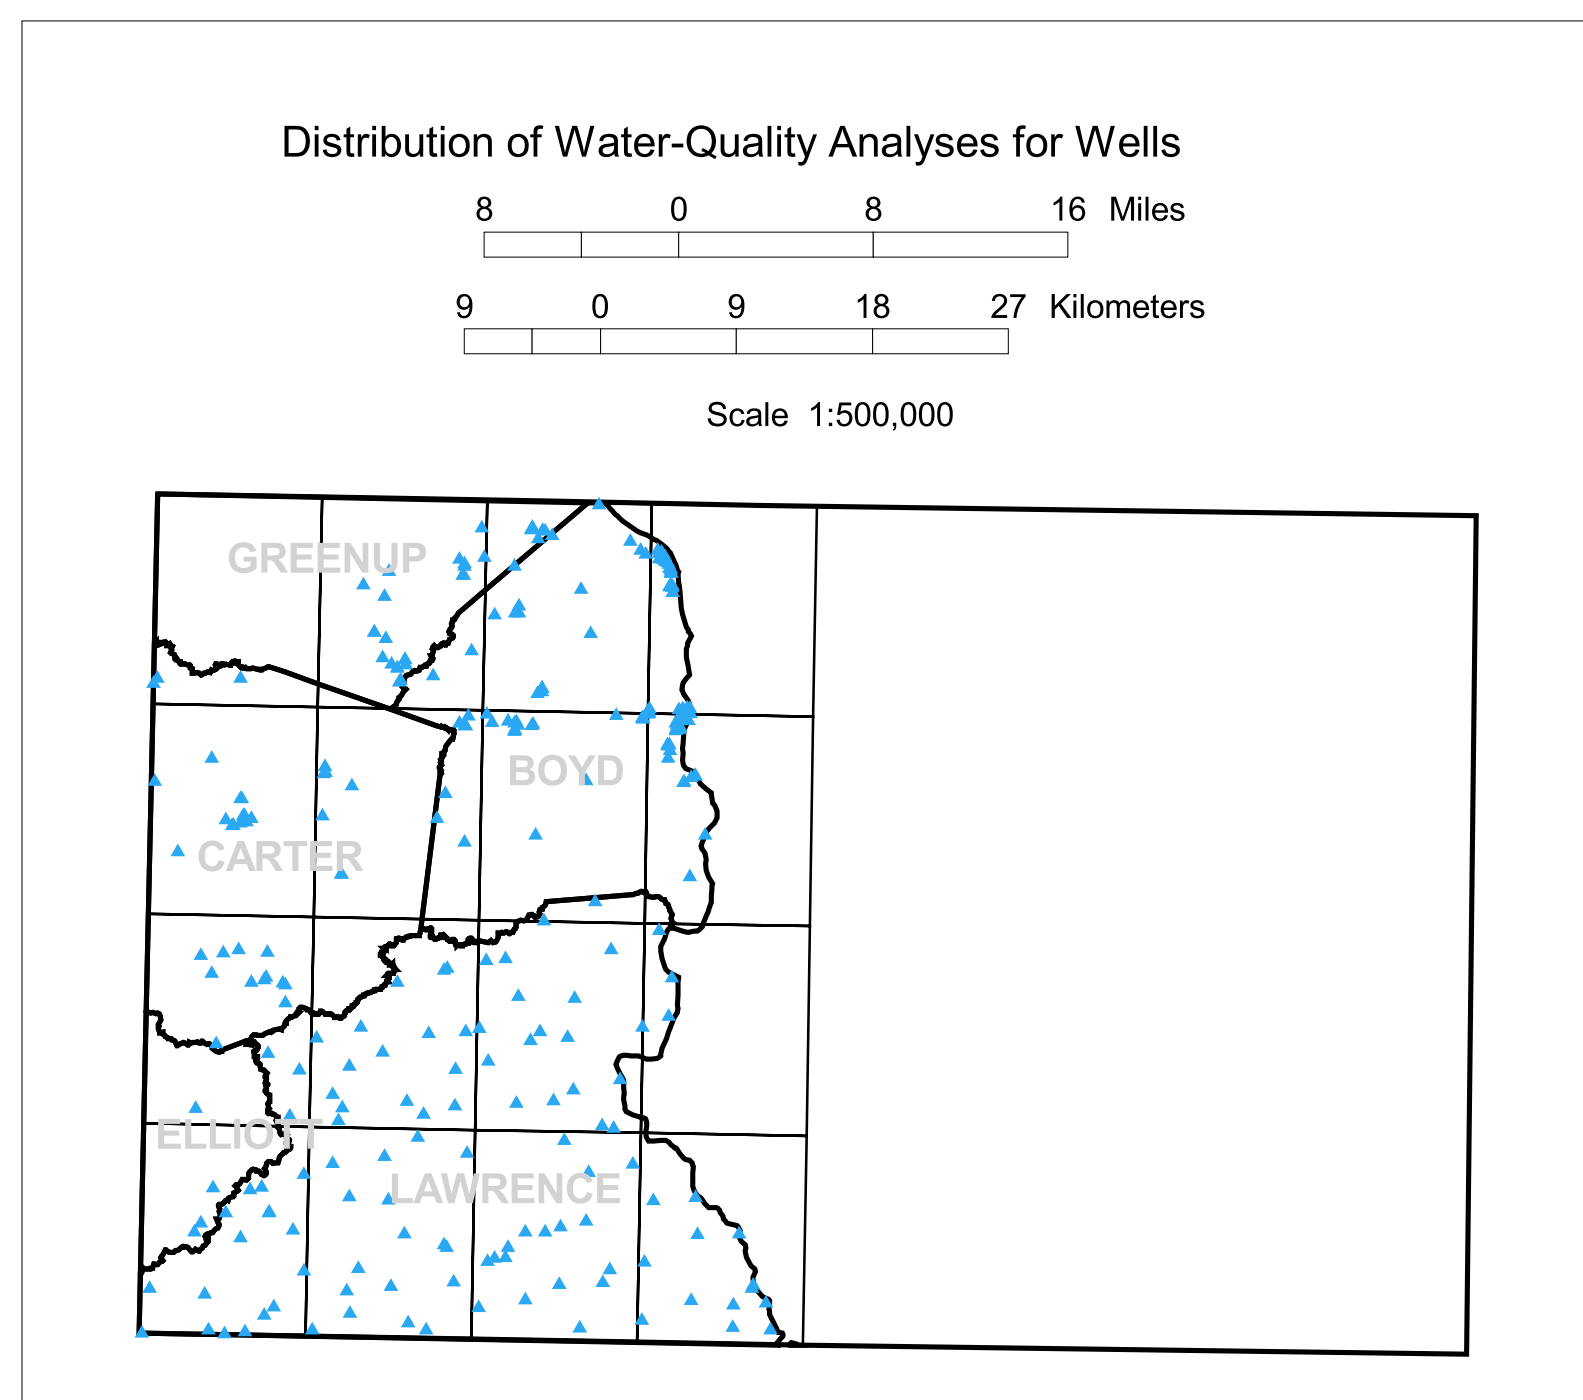 Distribution of Water-Quality Analyses for Wells
8 0 8 16 Miles
9 0 9 18 27 Kilometers
Scale 1:500,000
GREENUP
BOYD
CARTER
ELLIOTT
LAWRENCE